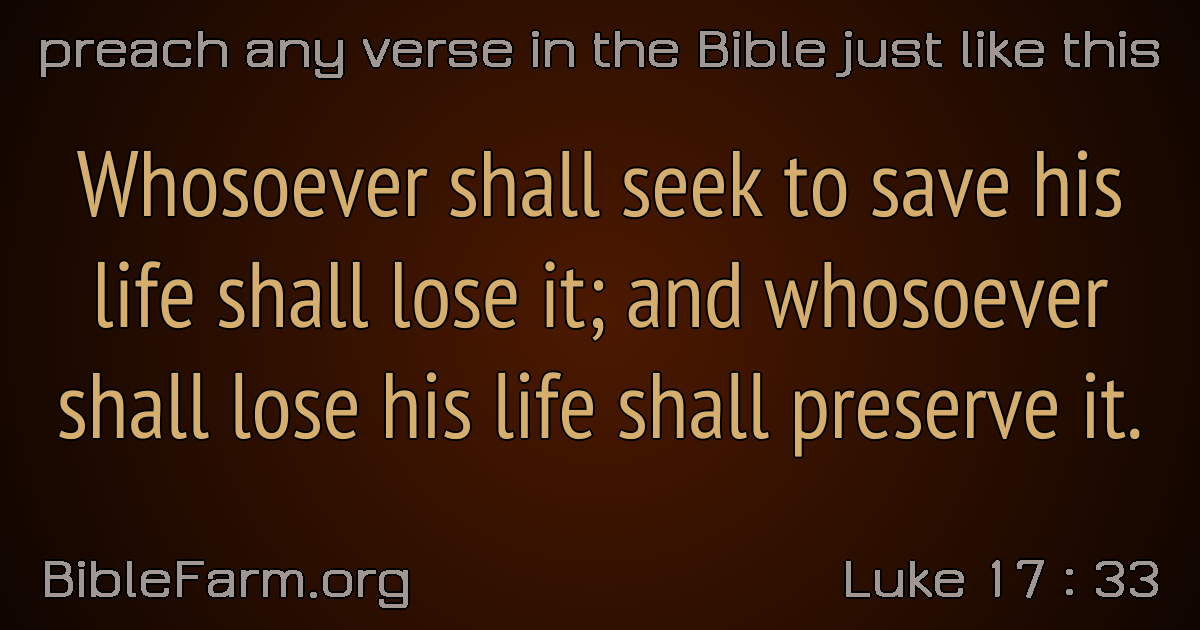 preach any verse in the Bible just like this
Whosoever shall seek to save his
life shall lose it; and whosoever
shall lose his life shall preserve it.
BibleFarm.org
Luke 17 : 33